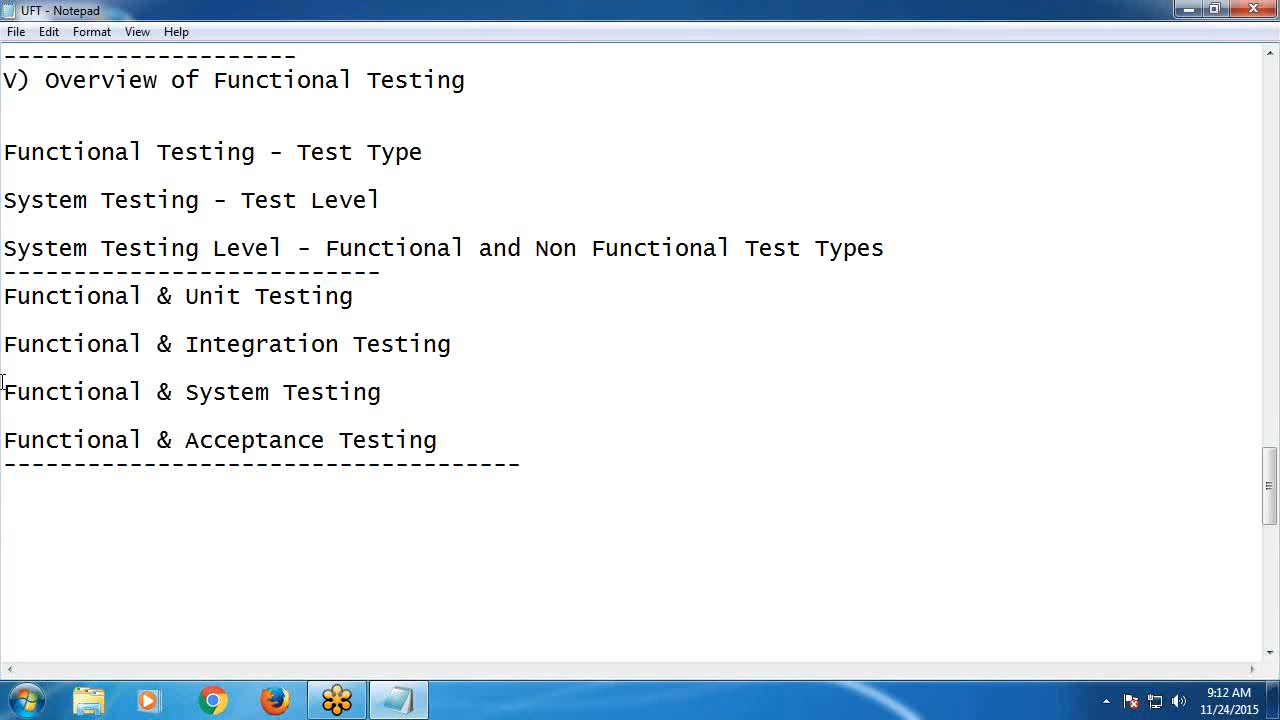 UFT - Notepad
File Edit Format View Help
---------------------
V) Overview of Functional Testing
Functional Testing - Test Type
System Testing - Test Level
System Testing Level - Functional and Non Functional Test Types
---------------------------
Functional & Unit Testing
Functional & Integration Testing
Functional & System Testing
Functional & Acceptance Testing
-------------------------------------
9:12 AM
11/24/2015